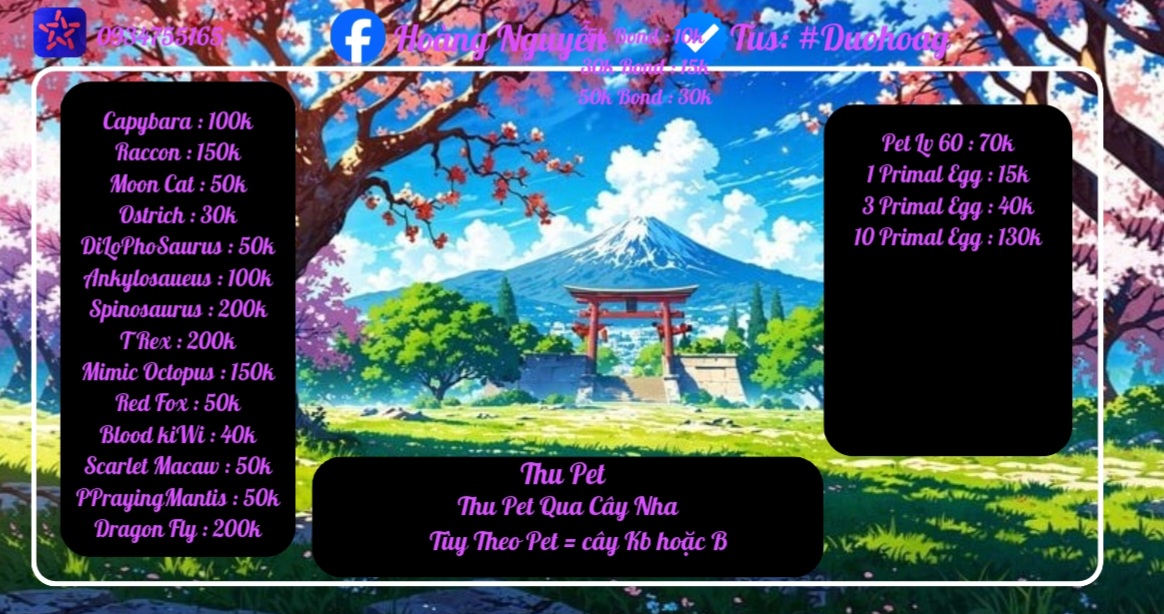 Hoàng Nguyễn
Tus: #Duokoag
Bond : 10k
30k Bond : 15k
50k Bond : 30k
Capybara : 100k
Raccon : 150k
Moon Cat : 50k
Ostrich : 30k
DiLoPhoSaurus : 50k
Ankylosaueus : 100k
Spinosaurus : 200k
T Rex : 200k
Mimic Octopus : 150k
Red Fox : 50k
Blood kiWi : 40k
Scarlet Macaw : 50k
PPrayingMantis : 50k
Dragon Fly : 200k
Pet Lv 60 : 70k
1 Primal Egg : 15k
3 Primal Egg : 40k
10 Primal Egg : 130k
Thu Pet
Thu Pet Qua Cây Nha
Tùy Theo Pet = cây Kb hoặc B